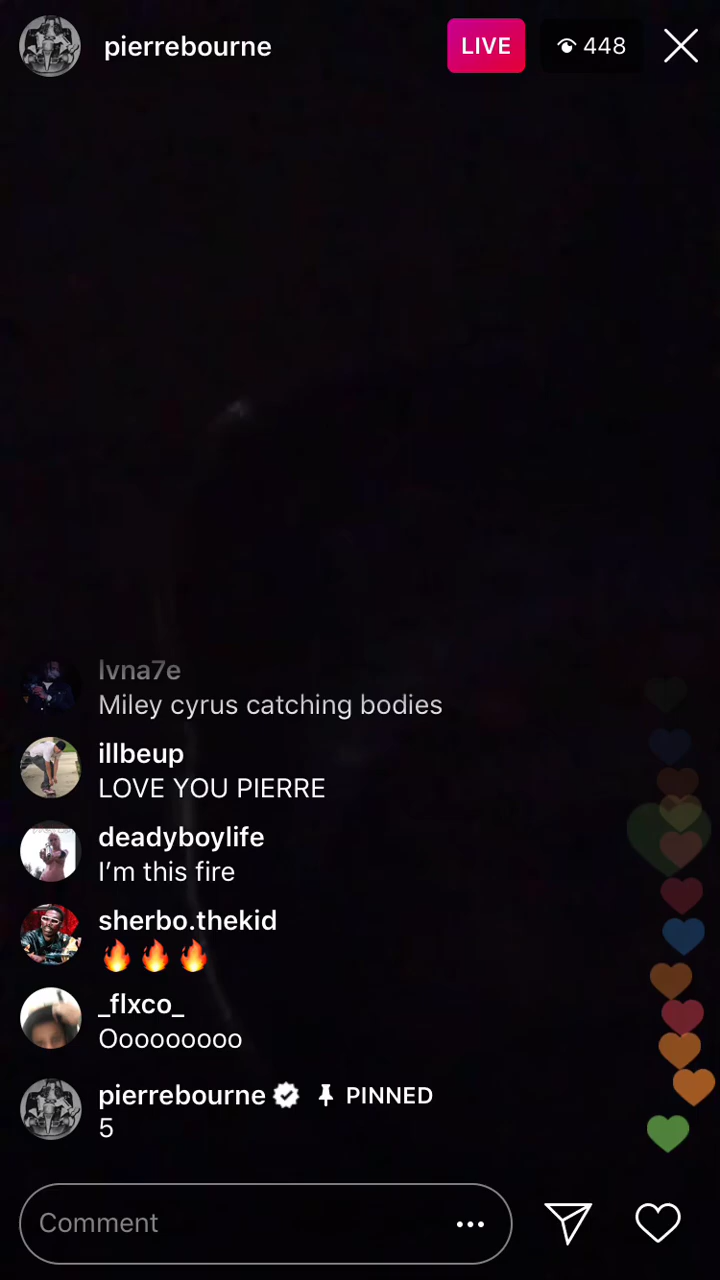 pierrebourne
LIVE
448
lvna7e
Miley cyrus catching bodies
illbeup
LOVE YOU PIERRE
deadyboylife
I’m this fire
sherbo.thekid
🔥 🔥 🔥
_flxco_
Ooooooooo
pierrebourne PINNED
5
Comment